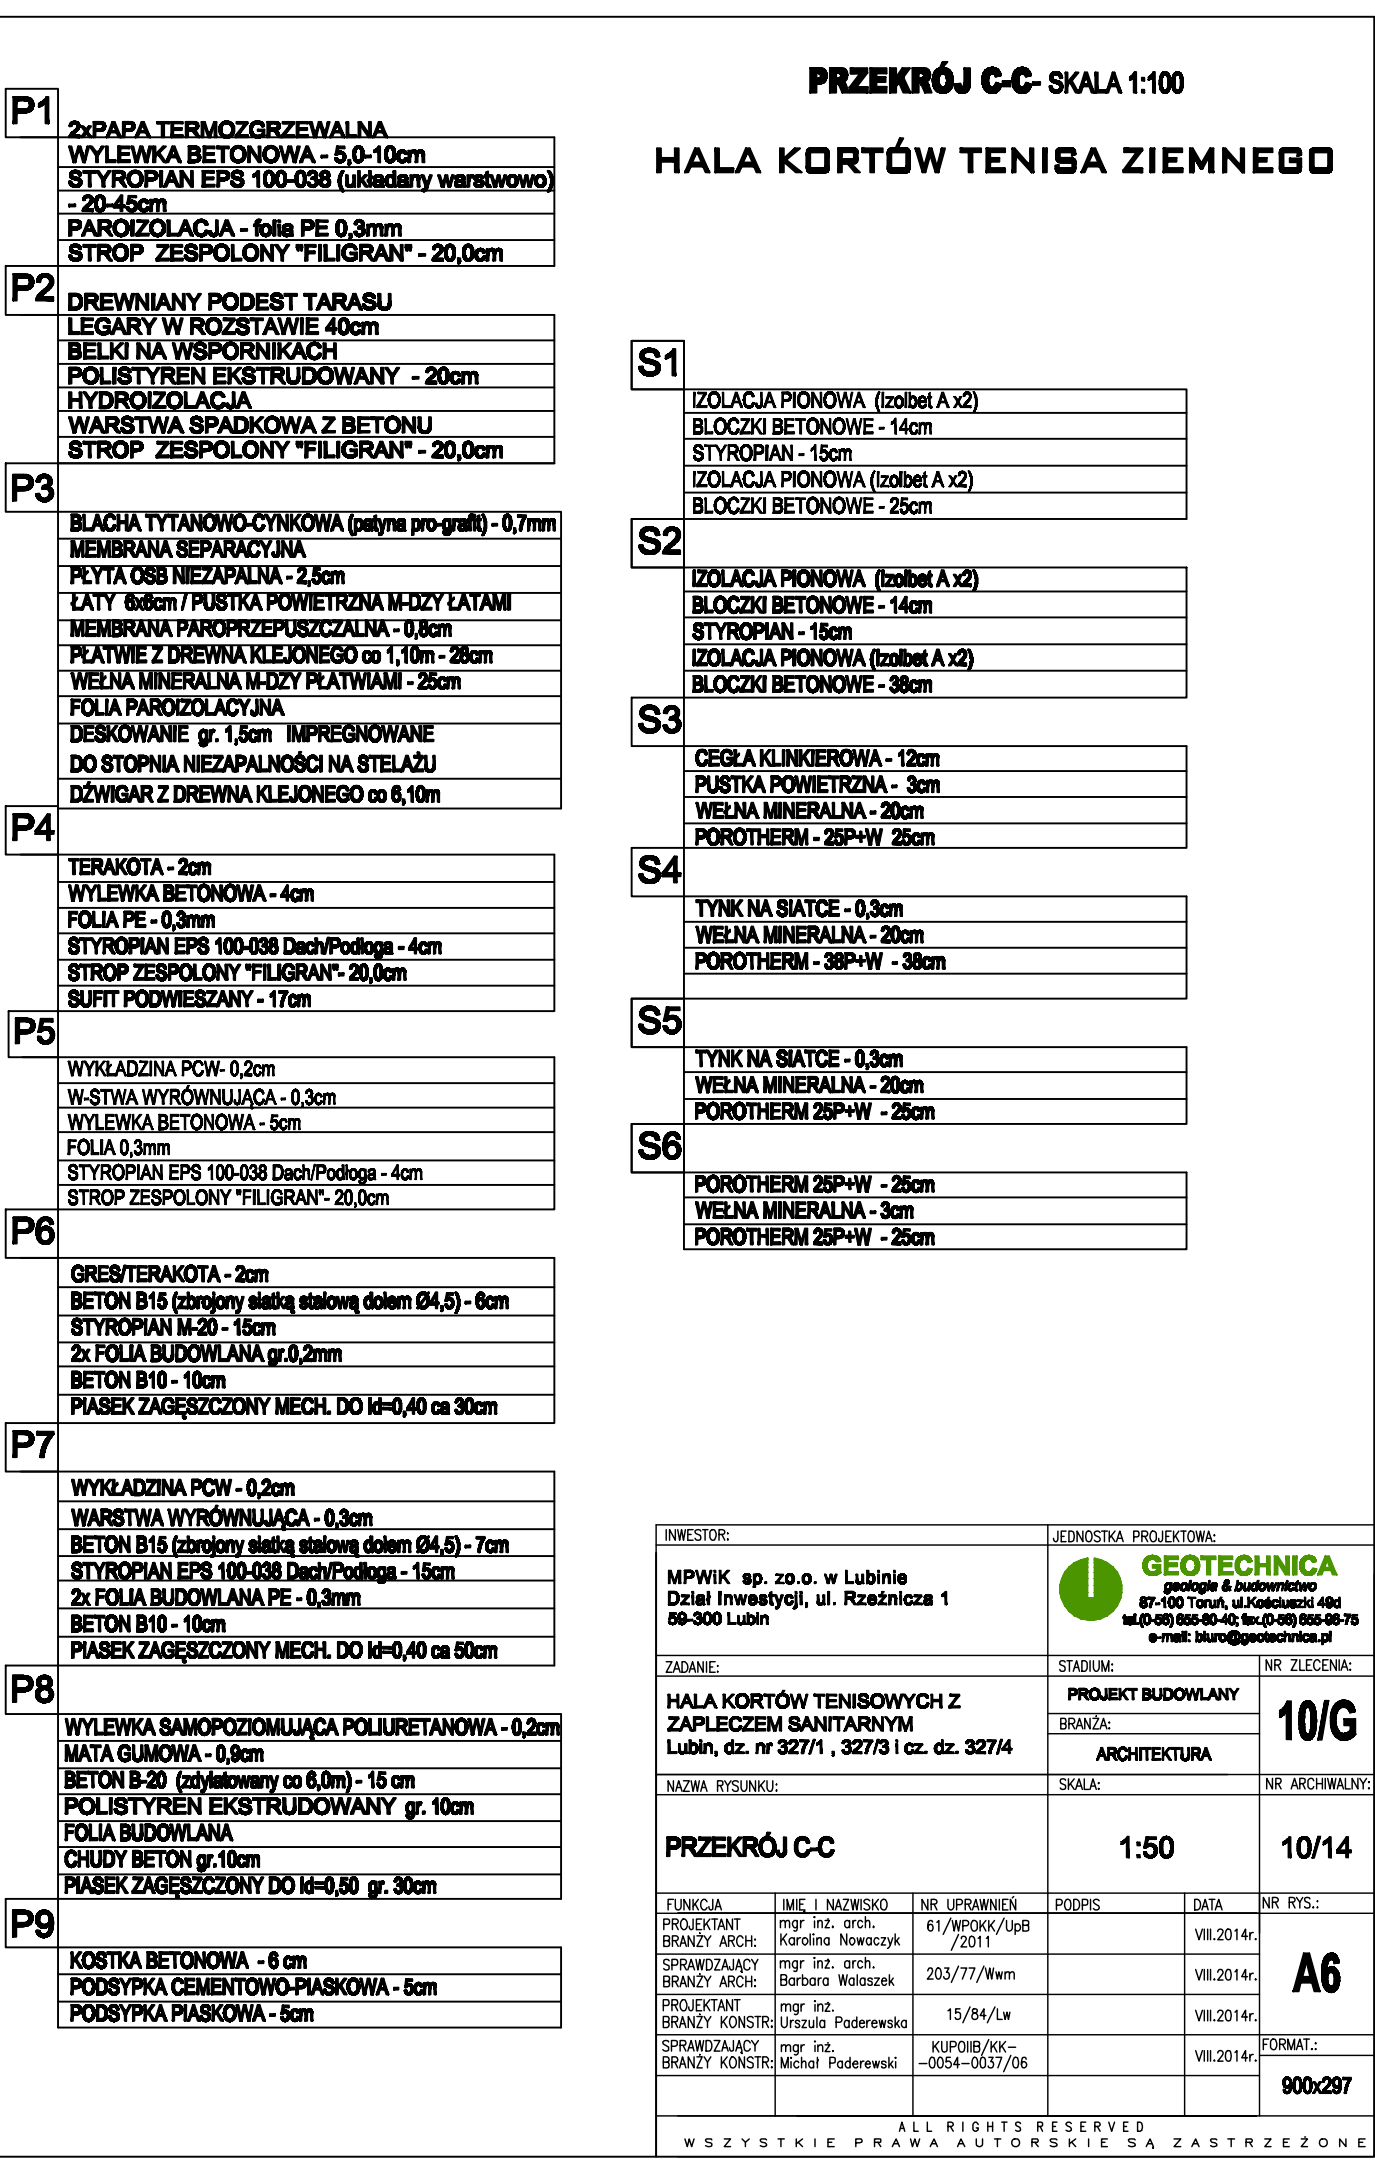 PRZEKRÓJ C-C- SKALA 1:100
HALA KORTÓW TENISA ZIEMNEGO
P1
2xPAPA TERMOZGRZEWALNA
WYLEWKA BETONOWA - 5,0-10cm
STYROPIAN EPS 100-038 (układany warstwowo)
- 20-45cm
PAROIZOLACJA - folia PE 0,3mm
STROP ZESPOLONY "FILIGRAN" - 20,0cm
P2
DREWNIANY PODEST TARASU
LEGARY W ROZSTAWIE 40cm
BELKI NA WSPORNIKACH
POLISTYREN EKSTRUDOWANY - 20cm
HYDROIZOLACJA
WARSTWA SPADKOWA Z BETONU
STROP ZESPOLONY "FILIGRAN" - 20,0cm
P3
BLACHA TYTANOWO-CYNKOWA (patyna pro-grafit) - 0,7mm
MEMBRANA SEPARACYJNA
PŁYTA OSB NIEZAPALNA - 2,5cm
ŁATY 6x6cm / PUSTKA POWIETRZNA M-DZY ŁATAMI
MEMBRANA PAROPRZEPUSZCZALNA - 0,8cm
PŁATWIE Z DREWNA KLEJONEGO co 1,10m - 28cm
WEŁNA MINERALNA M-DZY PŁATWIAMI - 25cm
FOLIA PAROIZOLACYJNA
DESKOWANIE gr. 1,5cm IMPREGNOWANE
DO STOPNIA NIEZAPALNOŚCI NA STELAŻU
DŹWIGAR Z DREWNA KLEJONEGO co 6,10m
P4
TERAKOTA - 2cm
WYLEWKA BETONOWA - 4cm
FOLIA PE - 0,3mm
STYROPIAN EPS 100-038 Dach/Podłoga - 4cm
STROP ZESPOLONY "FILIGRAN"- 20,0cm
SUFIT PODWIESZANY - 17cm
P5
WYKŁADZINA PCW- 0,2cm
W-STWA WYRÓWNUJĄCA - 0,3cm
WYLEWKA BETONOWA - 5cm
FOLIA 0,3mm
STYROPIAN EPS 100-038 Dach/Podłoga - 4cm
STROP ZESPOLONY "FILIGRAN"- 20,0cm
P6
GRES/TERAKOTA - 2cm
BETON B15 (zbrojony siatką stalową dołem Ø4,5) - 6cm
STYROPIAN M-20 - 15cm
2x FOLIA BUDOWLANA gr.0,2mm
BETON B10 - 10cm
PIASEK ZAGĘSZCZONY MECH. DO Id=0,40 ca 30cm
P7
WYKŁADZINA PCW - 0,2cm
WARSTWA WYRÓWNUJĄCA - 0,3cm
BETON B15 (zbrojony siatką stalową dołem Ø4,5) - 7cm
STYROPIAN EPS 100-038 Dach/Podłoga - 15cm
2x FOLIA BUDOWLANA PE - 0,3mm
BETON B10 - 10cm
PIASEK ZAGĘSZCZONY MECH. DO Id=0,40 ca 50cm
P8
WYLEWKA SAMOPOZIOMUJĄCA POLIURETANOWA - 0,2cm
MATA GUMOWA - 0,9cm
BETON B-20 (zdylatowany co 6,0m) - 15 cm
POLISTYREN EKSTRUDOWANY gr. 10cm
FOLIA BUDOWLANA
CHUDY BETON gr.10cm
PIASEK ZAGĘSZCZONY DO Id=0,50 gr. 30cm
P9
KOSTKA BETONOWA - 6 cm
PODSYPKA CEMENTOWO-PIASKOWA - 5cm
PODSYPKA PIASKOWA - 5cm
S1
IZOLACJA PIONOWA (Izolbet A x2)
BLOCZKI BETONOWE - 14cm
STYROPIAN - 15cm
IZOLACJA PIONOWA (Izolbet A x2)
BLOCZKI BETONOWE - 25cm
S2
IZOLACJA PIONOWA (Izolbet A x2)
BLOCZKI BETONOWE - 14cm
STYROPIAN - 15cm
IZOLACJA PIONOWA (Izolbet A x2)
BLOCZKI BETONOWE - 38cm
S3
CEGŁA KLINKIEROWA - 12cm
PUSTKA POWIETRZNA - 3cm
WEŁNA MINERALNA - 20cm
POROTHERM - 25P+W 25cm
S4
TYNK NA SIATCE - 0,3cm
WEŁNA MINERALNA - 20cm
POROTHERM - 38P+W - 38cm
S5
TYNK NA SIATCE - 0,3cm
WEŁNA MINERALNA - 20cm
POROTHERM 25P+W - 25cm
S6
POROTHERM 25P+W - 25cm
WEŁNA MINERALNA - 3cm
POROTHERM 25P+W - 25cm
INWESTOR:
MPWiK sp. zo.o. w Lubinie
Dział Inwestycji, ul. Rzeźnicza 1
59-300 Lubin
JEDNOSTKA PROJEKTOWA:
GEOTECHNICA
geologia & budownictwo
87-100 Toruń, ul.Kościuszki 49d
tel.(0-56) 655-80-40; fax.(0-56) 655-98-75
e-mail: biuro@geotechnica.pl
ZADANIE:
HALA KORTÓW TENISOWYCH Z
ZAPLECZEM SANITARNYM
Lubin, dz. nr 327/1 , 327/3 i cz. dz. 327/4
STADIUM:
PROJEKT BUDOWLANY
BRANŻA:
ARCHITEKTURA
NR ZLECENIA:
10/G
NAZWA RYSUNKU:
PRZEKRÓJ C-C
SKALA:
1:50
NR ARCHIWALNY:
10/14
FUNKCJA IMIĘ I NAZWISKO NR UPRAWNIEŃ PODPIS DATA NR RYS.:
PROJEKTANT mgr inż. arch. 61/WPOKK/UpB
BRANŻY ARCH: Karolina Nowaczyk /2011 VIII.2014r.
SPRAWDZAJĄCY mgr inż. arch.
BRANŻY ARCH: Barbara Walaszek 203/77/Wwm VIII.2014r.
A6
PROJEKTANT mgr inż.
BRANŻY KONSTR: Urszula Paderewska 15/84/Lw VIII.2014r.
SPRAWDZAJĄCY mgr inż. KUPOIIB/KK-
BRANŻY KONSTR: Michał Paderewski -0054-0037/06 VIII.2014r.
FORMAT.:
900x297
ALL RIGHTS RESERVED
WSZYSTKIE PRAWA AUTORSKIE SĄ ZASTRZEŻONE